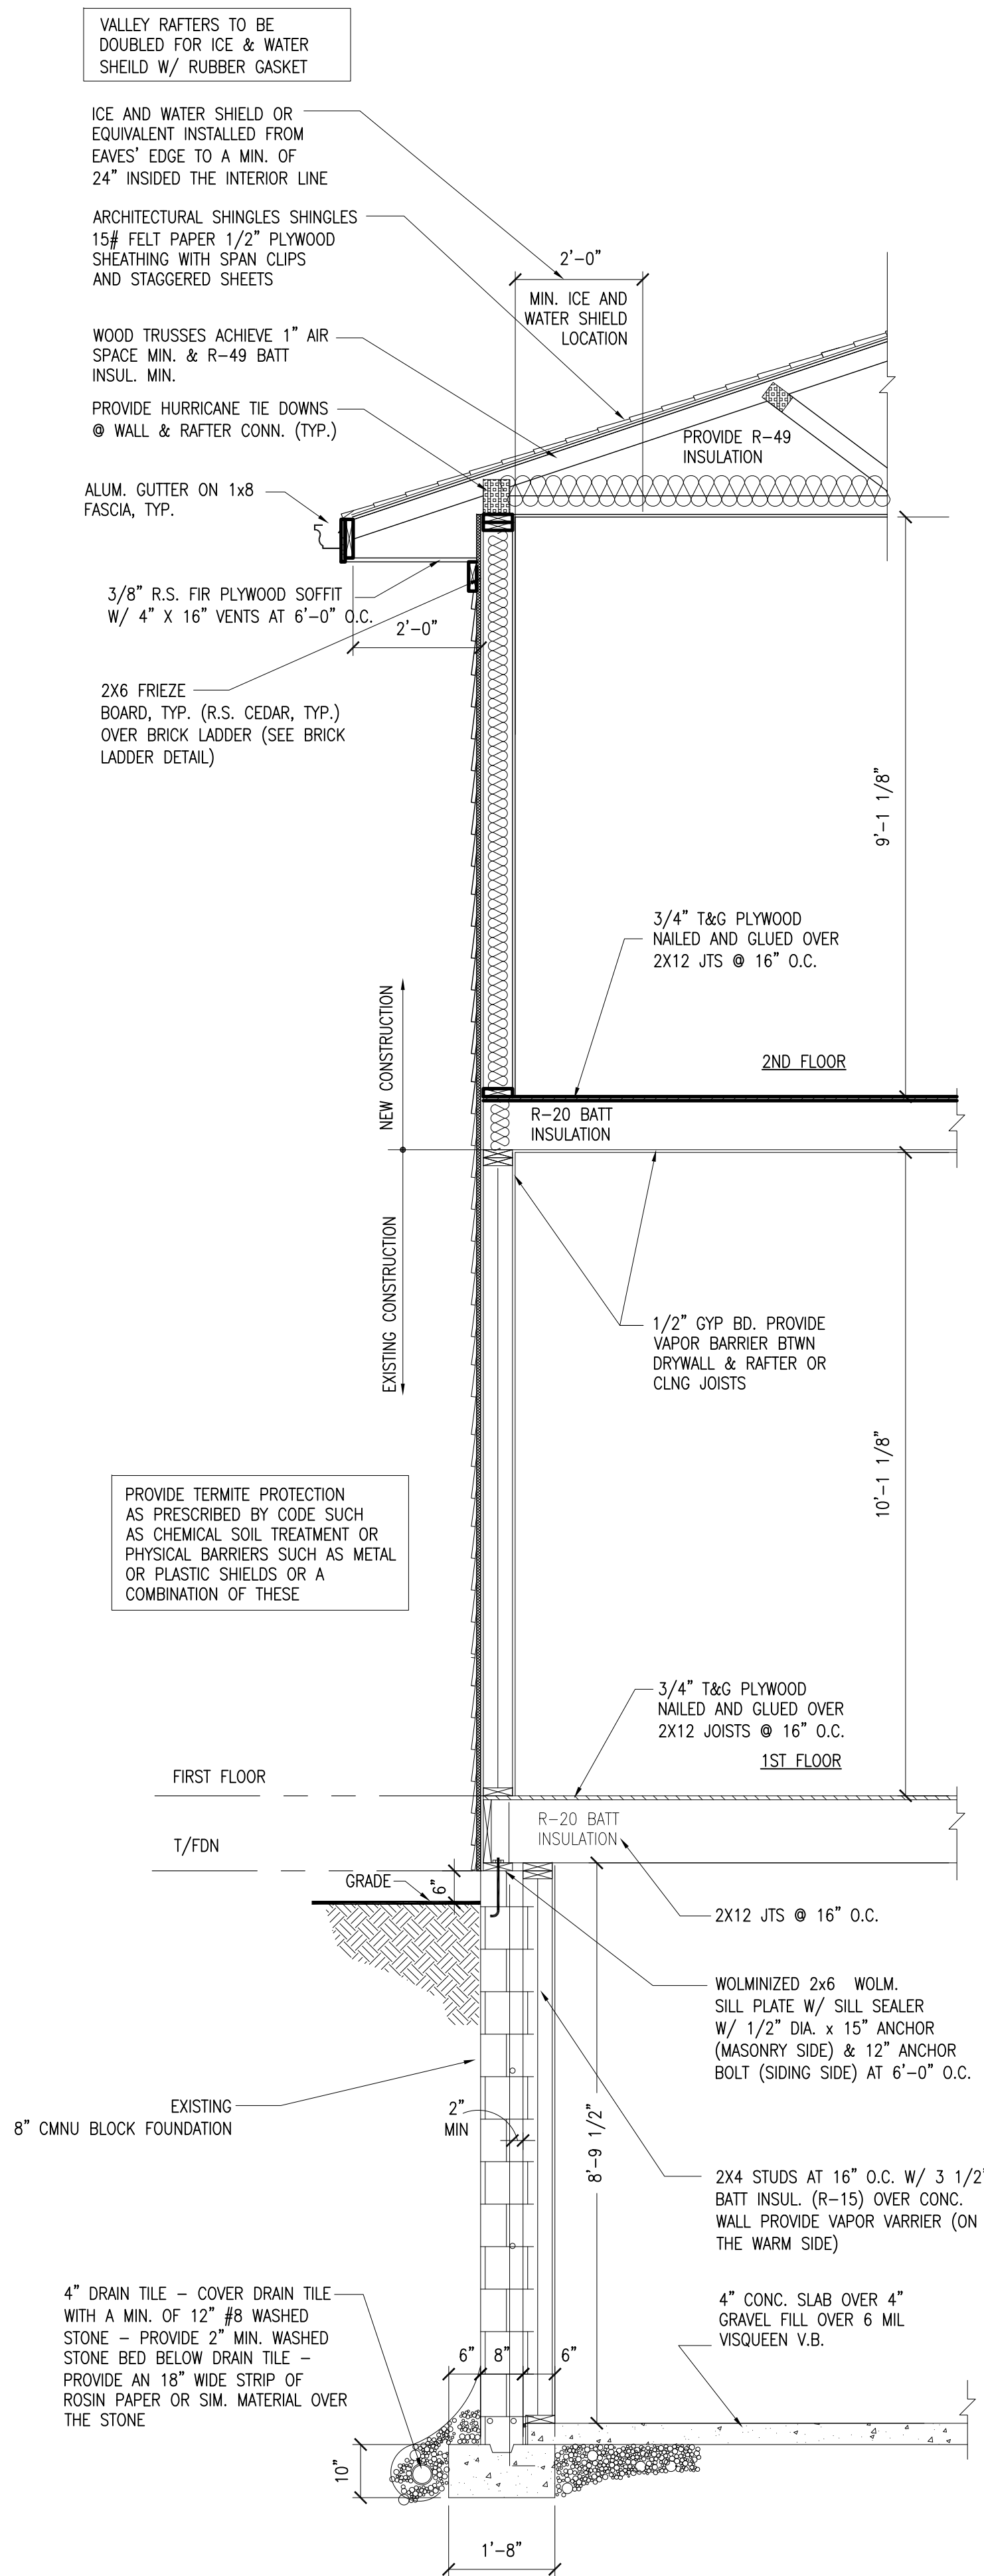 VALLEY RAFTERS TO BE
DOUBLED FOR ICE & WATER
SHEILD W/ RUBBER GASKET
ICE AND WATER SHIELD OR
EQUIVALENT INSTALLED FROM
EAVES' EDGE TO A MIN. OF
24" INSIDED THE INTERIOR LINE
ARCHITECTURAL SHINGLES SHINGLES
15# FELT PAPER 1/2" PLYWOOD
SHEATHING WITH SPAN CLIPS
AND STAGGERED SHEETS
2'-0"
MIN. ICE AND
WATER SHIELD
LOCATION
WOOD TRUSSES ACHIEVE 1" AIR
SPACE MIN. & R-49 BATT
INSUL. MIN.
PROVIDE HURRICANE TIE DOWNS
@ WALL & RAFTER CONN. (TYP.)
PROVIDE R-49
INSULATION
ALUM. GUTTER ON 1x8
FASCIA, TYP.
3/8" R.S. FIR PLYWOOD SOFFIT
W/ 4" X 16" VENTS AT 6'-0" O.C.
2'-0"
2X6 FRIEZE
BOARD, TYP. (R.S. CEDAR, TYP.)
OVER BRICK LADDER (SEE BRICK
LADDER DETAIL)
9'-1 1/8"
3/4" T&G PLYWOOD
NAILED AND GLUED OVER
2X12 JTS @ 16" O.C.
NEW CONSTRUCTION
2ND FLOOR
R-20 BATT
INSULATION
EXISTING CONSTRUCTION
1/2" GYP BD. PROVIDE
VAPOR BARRIER BTWN
DRYWALL & RAFTER OR
CLNG JOISTS
10'-1 1/8"
PROVIDE TERMITE PROTECTION
AS PRESCRIBED BY CODE SUCH
AS CHEMICAL SOIL TREATMENT OR
PHYSICAL BARRIERS SUCH AS METAL
OR PLASTIC SHIELDS OR A
COMBINATION OF THESE
3/4" T&G PLYWOOD
NAILED AND GLUED OVER
2X12 JOISTS @ 16" O.C.
1ST FLOOR
FIRST FLOOR
R-20 BATT
INSULATION
T/FDN
GRADE
6"
2X12 JTS @ 16" O.C.
WOLMINIZED 2x6 WOLM.
SILL PLATE W/ SILL SEALER
W/ 1/2" DIA. x 15" ANCHOR
(MASONRY SIDE) & 12" ANCHOR
BOLT (SIDING SIDE) AT 6'-0" O.C.
EXISTING
8" CMNU BLOCK FOUNDATION
2"
MIN
8'-9 1/2"
2X4 STUDS AT 16" O.C. W/ 3 1/2"
BATT INSUL. (R-15) OVER CONC.
WALL PROVIDE VAPOR VARRIER (ON
THE WARM SIDE)
4" DRAIN TILE - COVER DRAIN TILE
WITH A MIN. OF 12" #8 WASHED
STONE - PROVIDE 2" MIN. WASHED
STONE BED BELOW DRAIN TILE -
PROVIDE AN 18" WIDE STRIP OF
ROSIN PAPER OR SIM. MATERIAL OVER
THE STONE
4" CONC. SLAB OVER 4"
GRAVEL FILL OVER 6 MIL
VISQUEEN V.B.
6" 8" 6"
10"
1'-8"